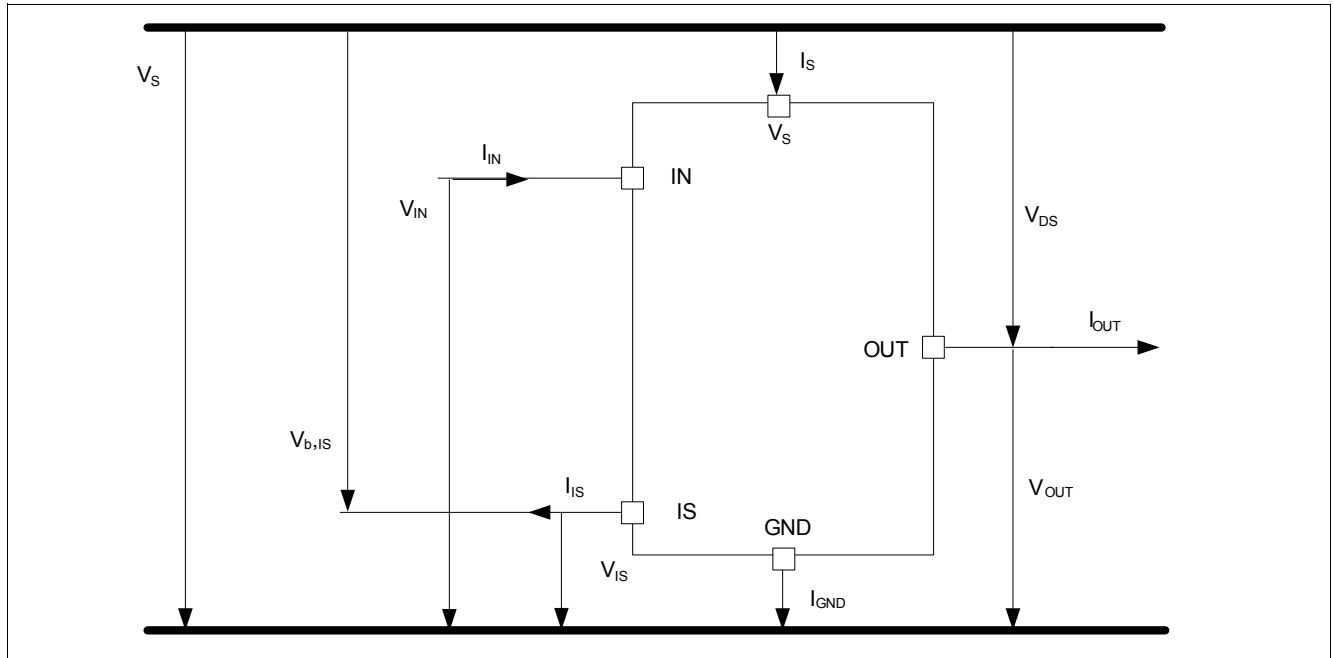 V_S
I_S
V_S
I_IN
IN
V_IN
V_DS
I_OUT
OUT
V_b,IS
I_IS
IS
V_OUT
GND
V_IS
I_GND